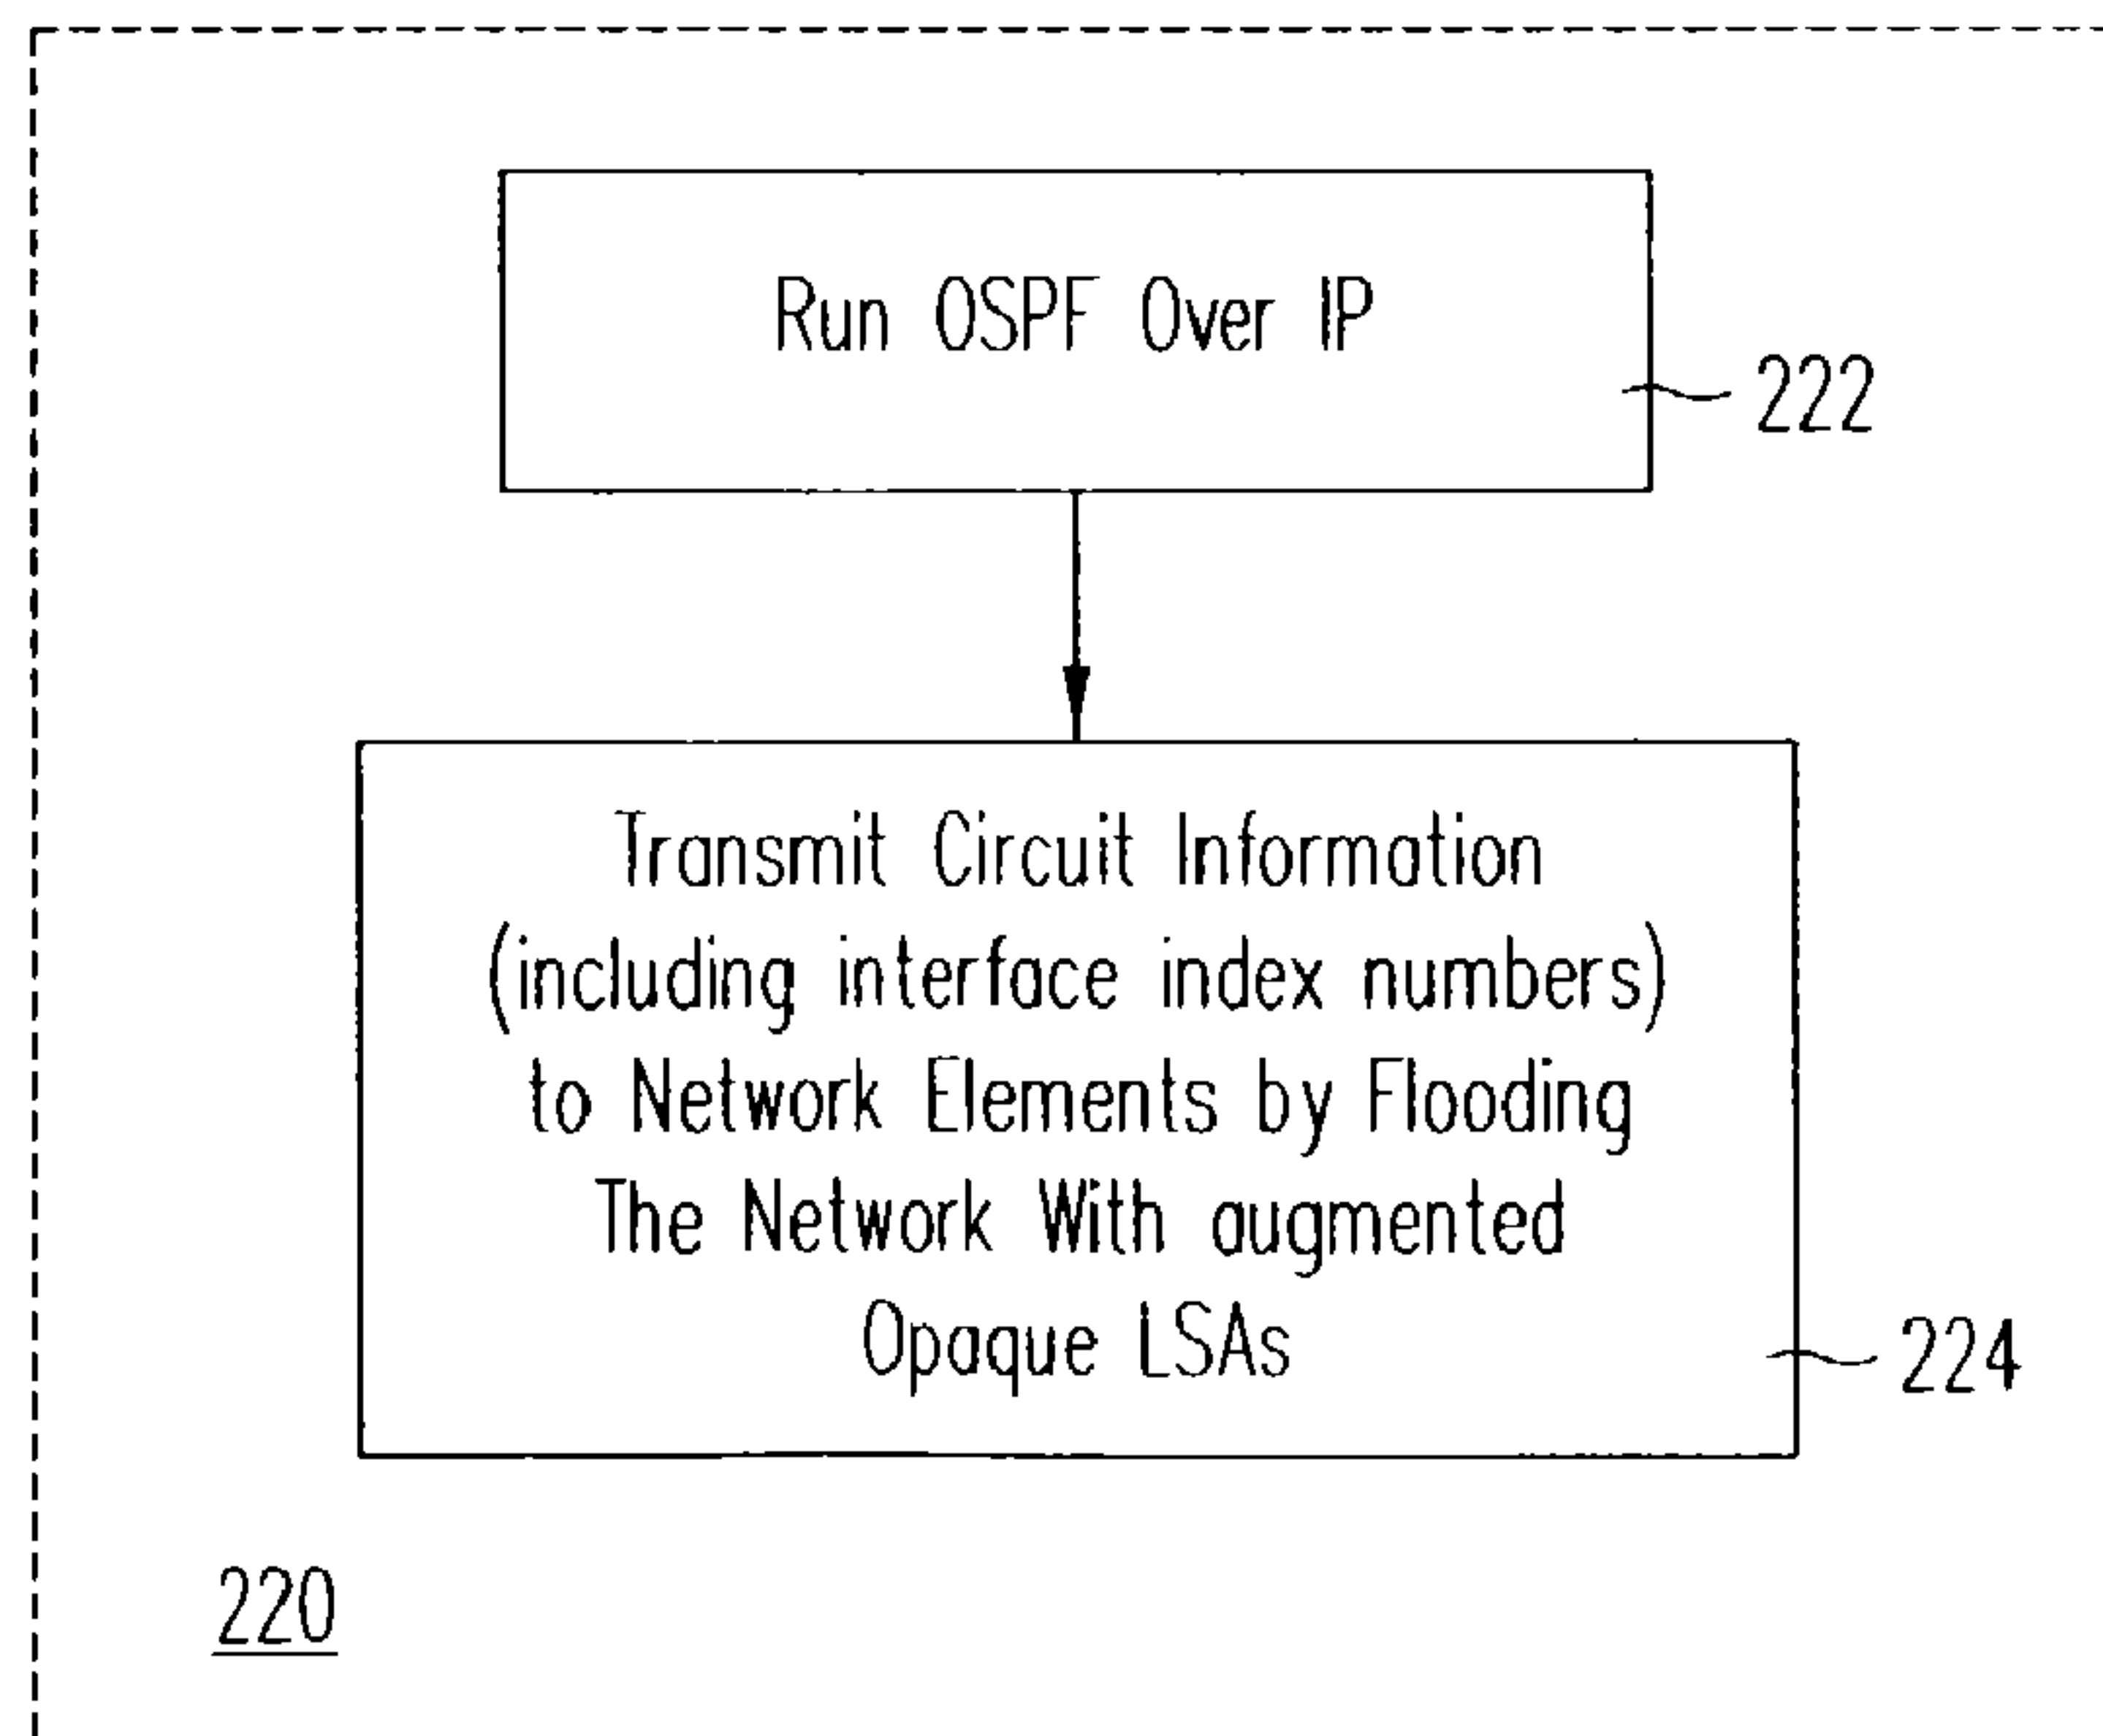 Run OSPF Over IP
222
Transmit Circuit Information
(including interface index numbers)
to Network Elements by Flooding
The Network With augmented
Opaque LSAs
224
220